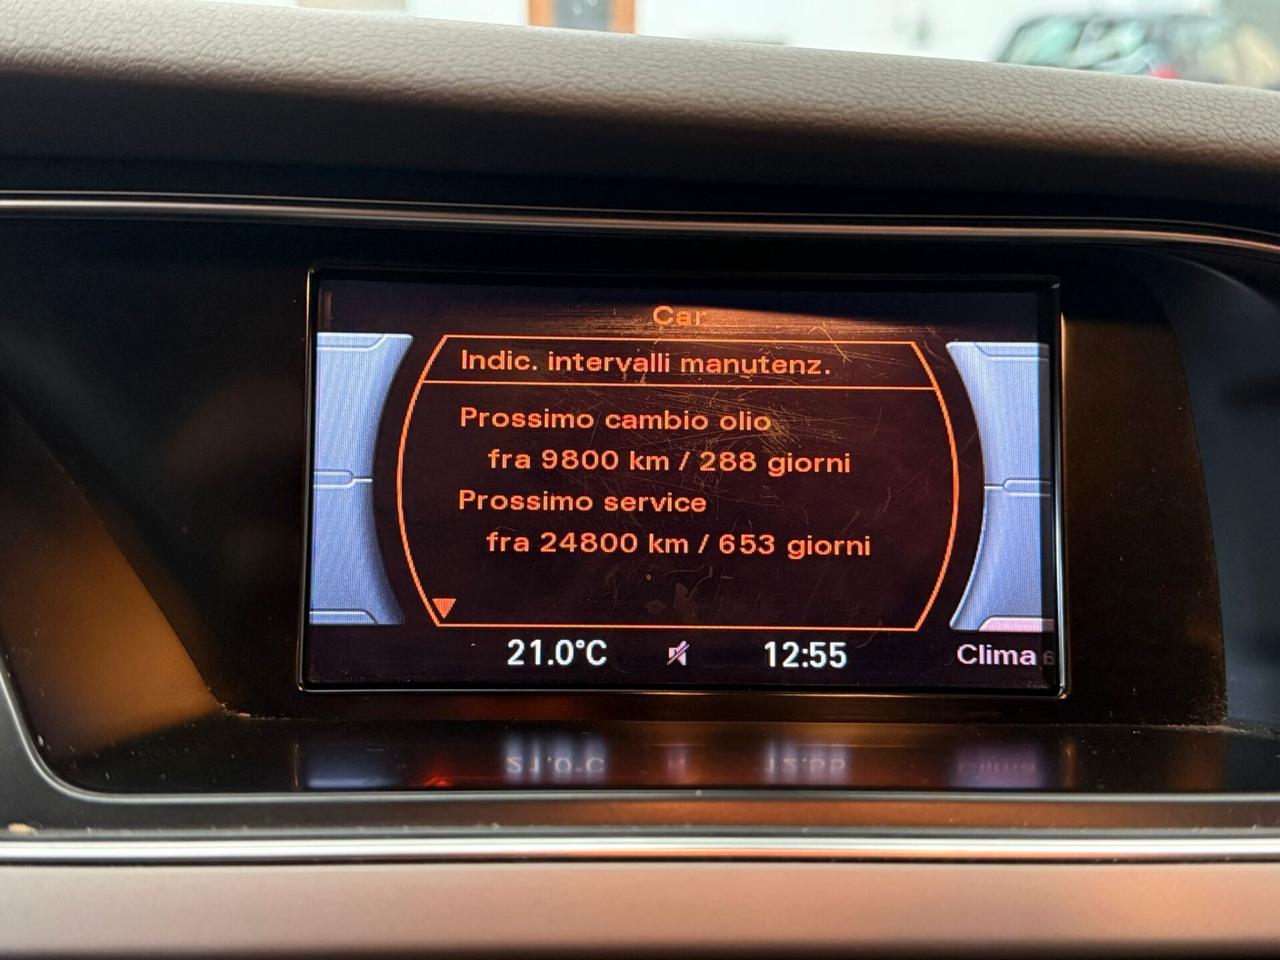 Car
Indic. intervalli manutenz.
Prossimo cambio olio
fra 9800 km / 288 giorni
Prossimo service
fra 24800 km / 653 giorni
21.0°C 12:55 Clima